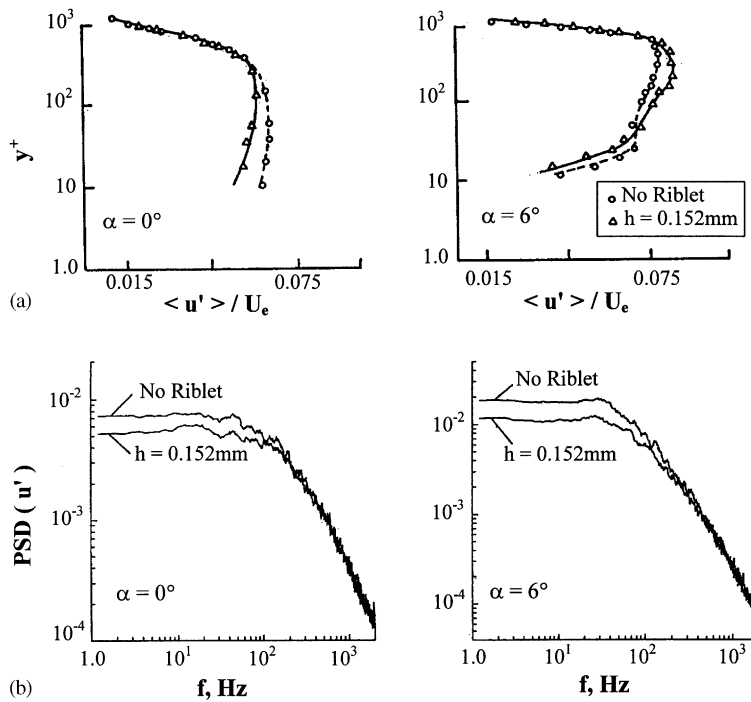 10³
10²
y⁺
10
1.0
α = 0°
0.015
0.075
< u' > / Uₑ
(a)
10³
10²
10
1.0
α = 6°
No Riblet
h = 0.152mm
0.015
0.075
< u' > / Uₑ
10⁻²
10⁻³
10⁻⁴
PSD ( u' )
No Riblet
h = 0.152mm
α = 0°
1.0
10¹
10²
10³
f, Hz
(b)
10⁻²
10⁻³
10⁻⁴
No Riblet
h = 0.152mm
α = 6°
1.0
10¹
10²
10³
f, Hz